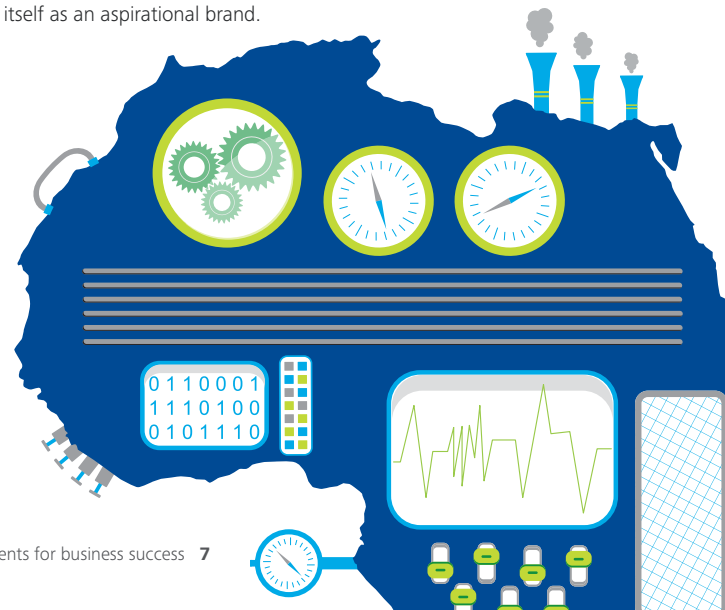 itself as an aspirational brand.
0110001
1110100
0101110
ents for business success 7